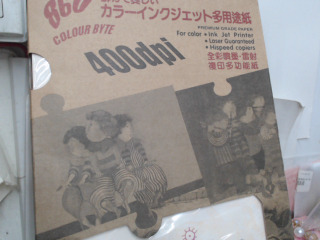 カラーインクジェット多用途紙
COLOUR BYTE
PREMIUM GRADE PAPER
For color • Ink Jet Printer
• Laser Guaranteed
• Hispeed copiers
400dpi
全彩噴墨·雷射
複印多功能紙